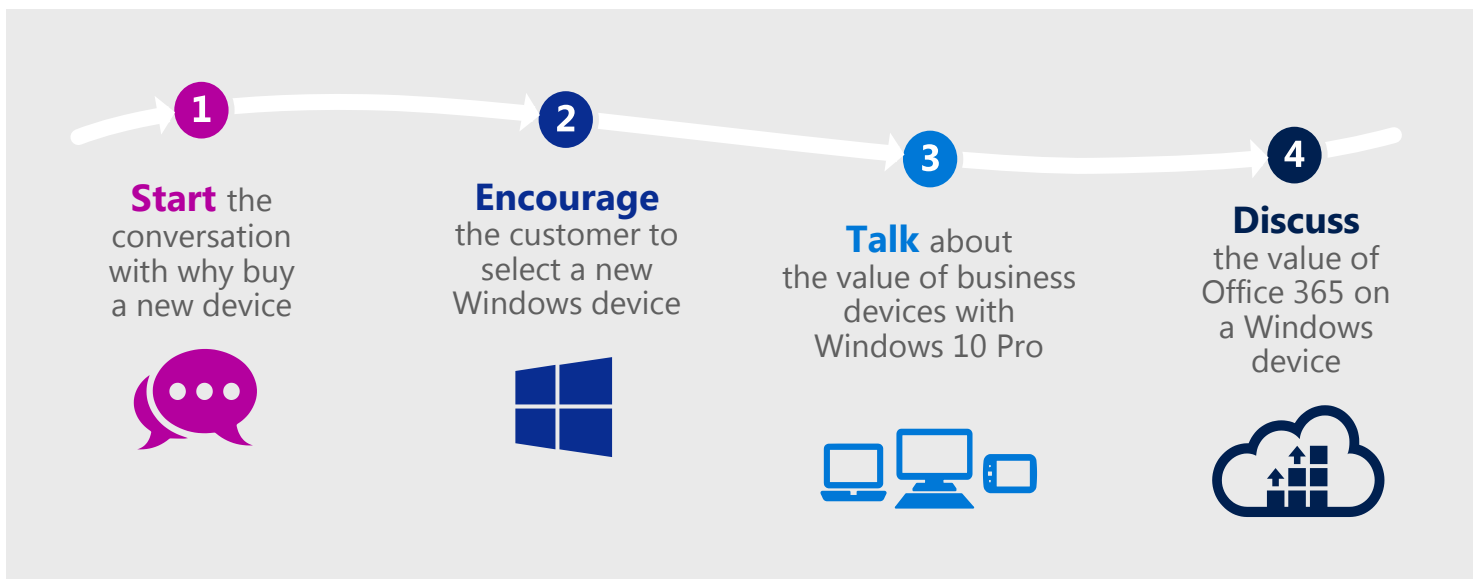 1
Start the
conversation
with why buy
a new device
2
Encourage
the customer to
select a new
Windows device
3
Talk about
the value of business
devices with
Windows 10 Pro
4
Discuss
the value of
Office 365 on
a Windows
device